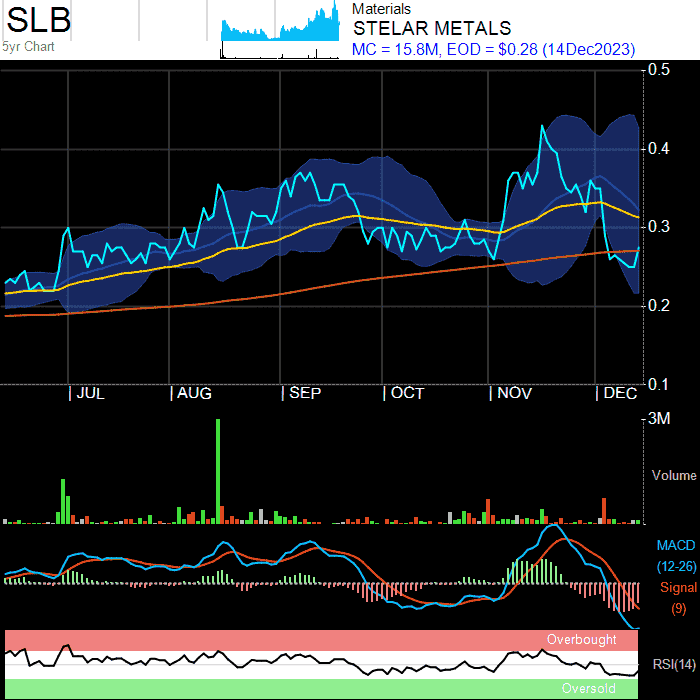 SLB
5yr Chart
Materials
STELAR METALS
MC = 15.8M, EOD = $0.28 (14Dec2023)
0.5
0.4
0.3
0.2
0.1
JUL AUG SEP OCT NOV DEC
3M
Volume
MACD
(12-26)
Signal
(9)
Overbought
RSI(14)
Oversold